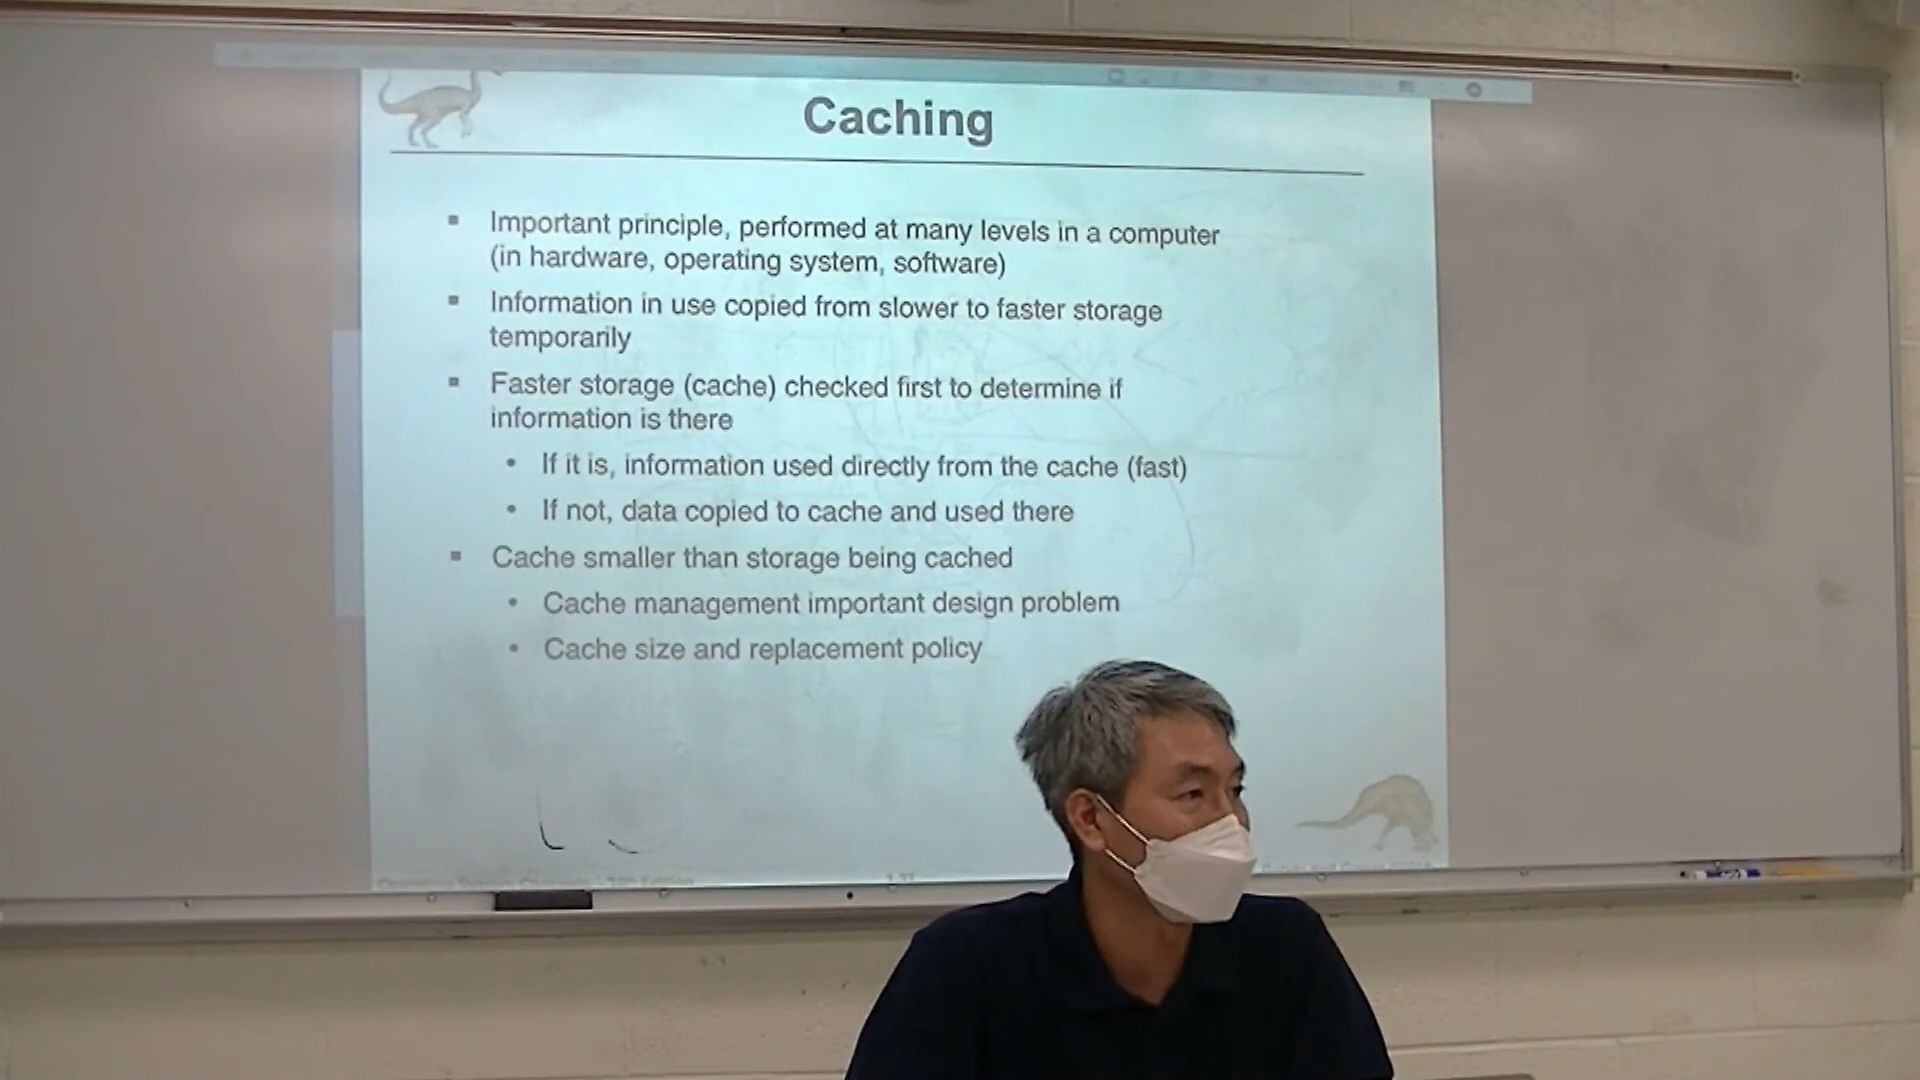 Caching
Important principle, performed at many levels in a computer
(in hardware, operating system, software)
Information in use copied from slower to faster storage
temporarily
Faster storage (cache) checked first to determine if
information is there
If it is, information used directly from the cache (fast)
If not, data copied to cache and used there
Cache smaller than storage being cached
Cache management important design problem
Cache size and replacement policy